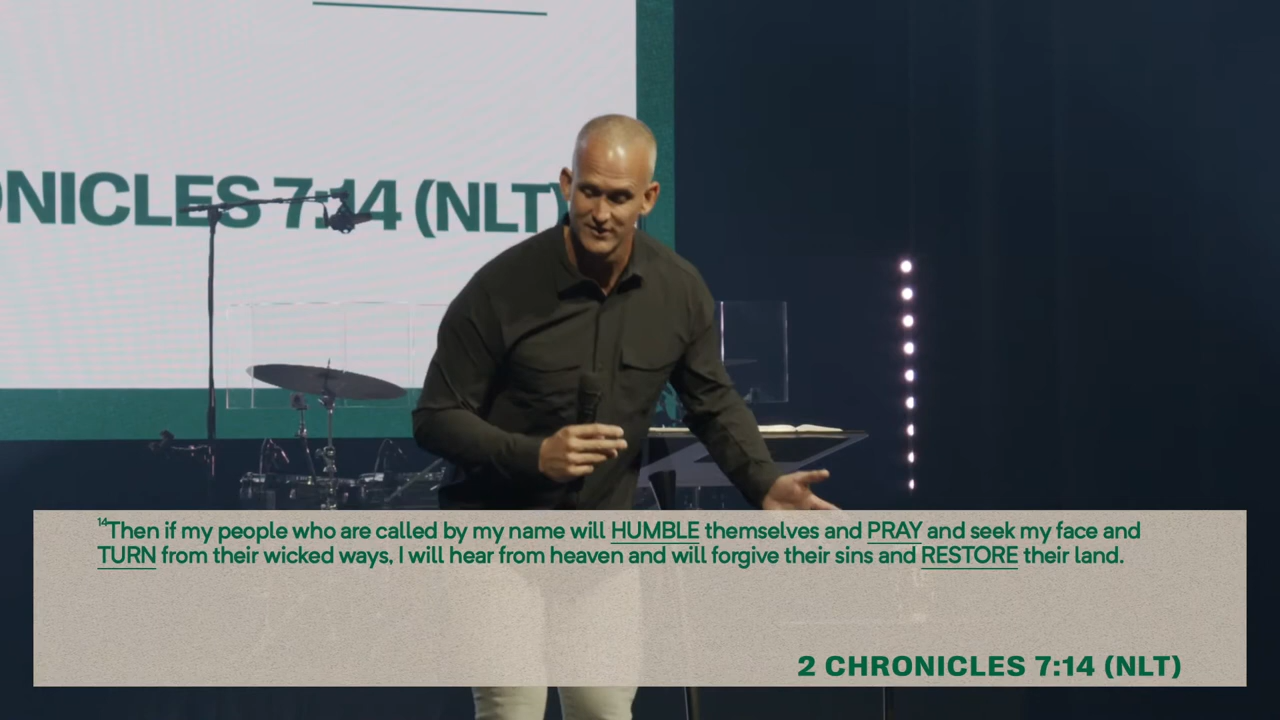 ONICLES 7:14 (NLT)
14Then if my people who are called by my name will HUMBLE themselves and PRAY and seek my face and
TURN from their wicked ways, I will hear from heaven and will forgive their sins and RESTORE their land.
2 CHRONICLES 7:14 (NLT)